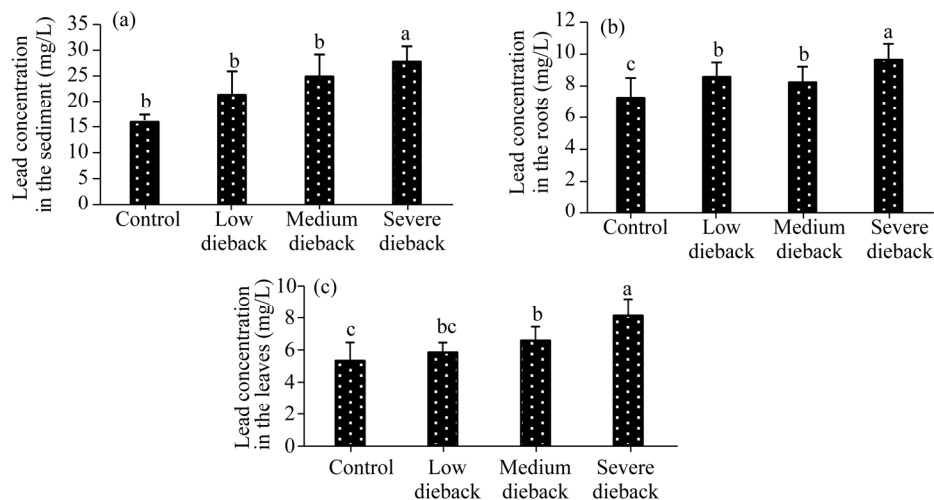 (a)
Lead concentration
in the sediment (mg/L)
35
30
25
20
15
10
5
0
b
b
b
a
Control
Low
dieback
Medium
dieback
Severe
dieback
(b)
Lead concentration
in the roots (mg/L)
12
10
8
6
4
2
0
c
b
b
a
Control
Low
dieback
Medium
dieback
Severe
dieback
(c)
Lead concentration
in the leaves (mg/L)
10
8
6
4
2
0
c
bc
b
a
Control
Low
dieback
Medium
dieback
Severe
dieback